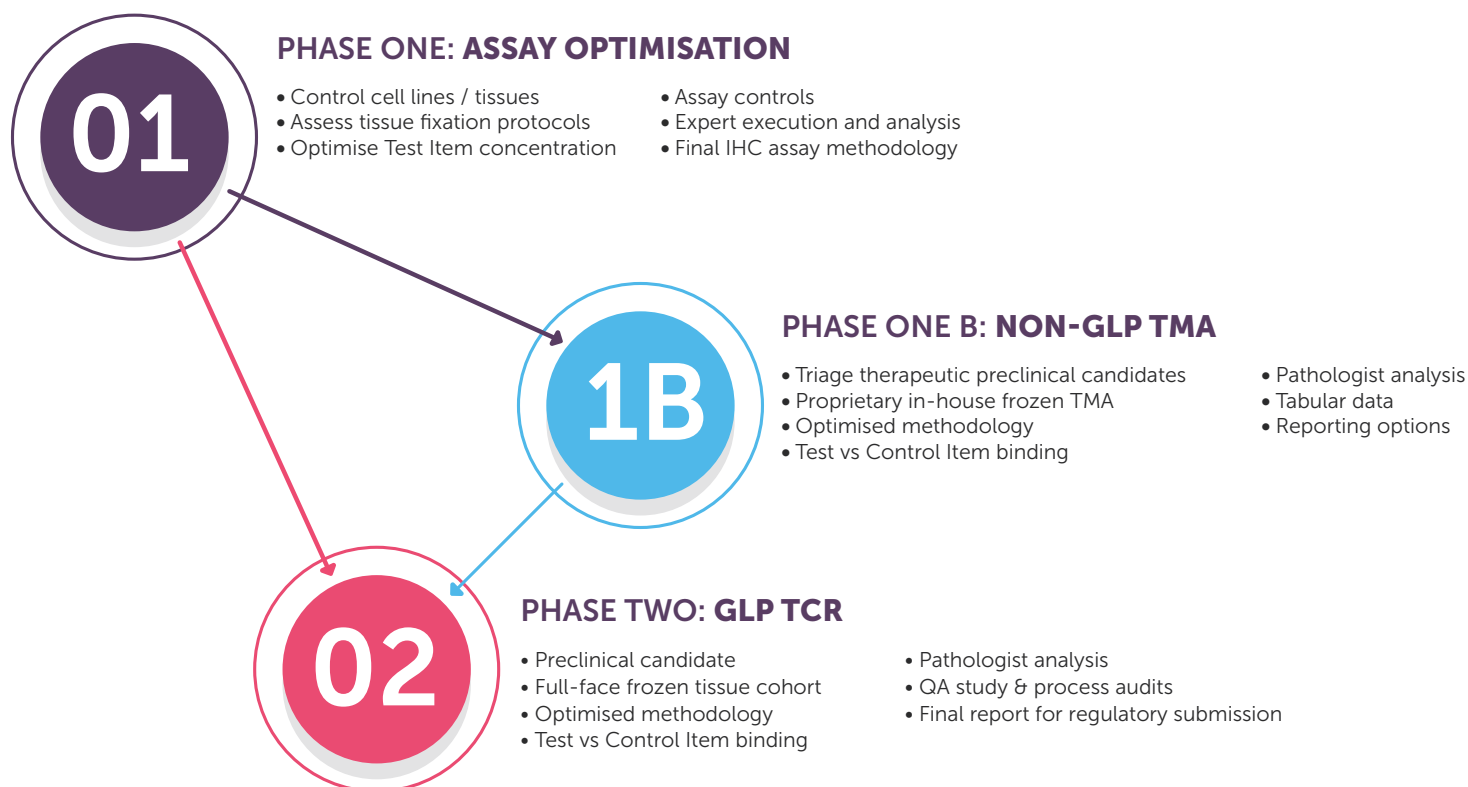 01
PHASE ONE: ASSAY OPTIMISATION
• Control cell lines / tissues
• Assess tissue fixation protocols
• Optimise Test Item concentration
• Assay controls
• Expert execution and analysis
• Final IHC assay methodology
1B
PHASE ONE B: NON-GLP TMA
• Triage therapeutic preclinical candidates
• Proprietary in-house frozen TMA
• Optimised methodology
• Test vs Control Item binding
• Pathologist analysis
• Tabular data
• Reporting options
02
PHASE TWO: GLP TCR
• Preclinical candidate
• Full-face frozen tissue cohort
• Optimised methodology
• Test vs Control Item binding
• Pathologist analysis
• QA study & process audits
• Final report for regulatory submission